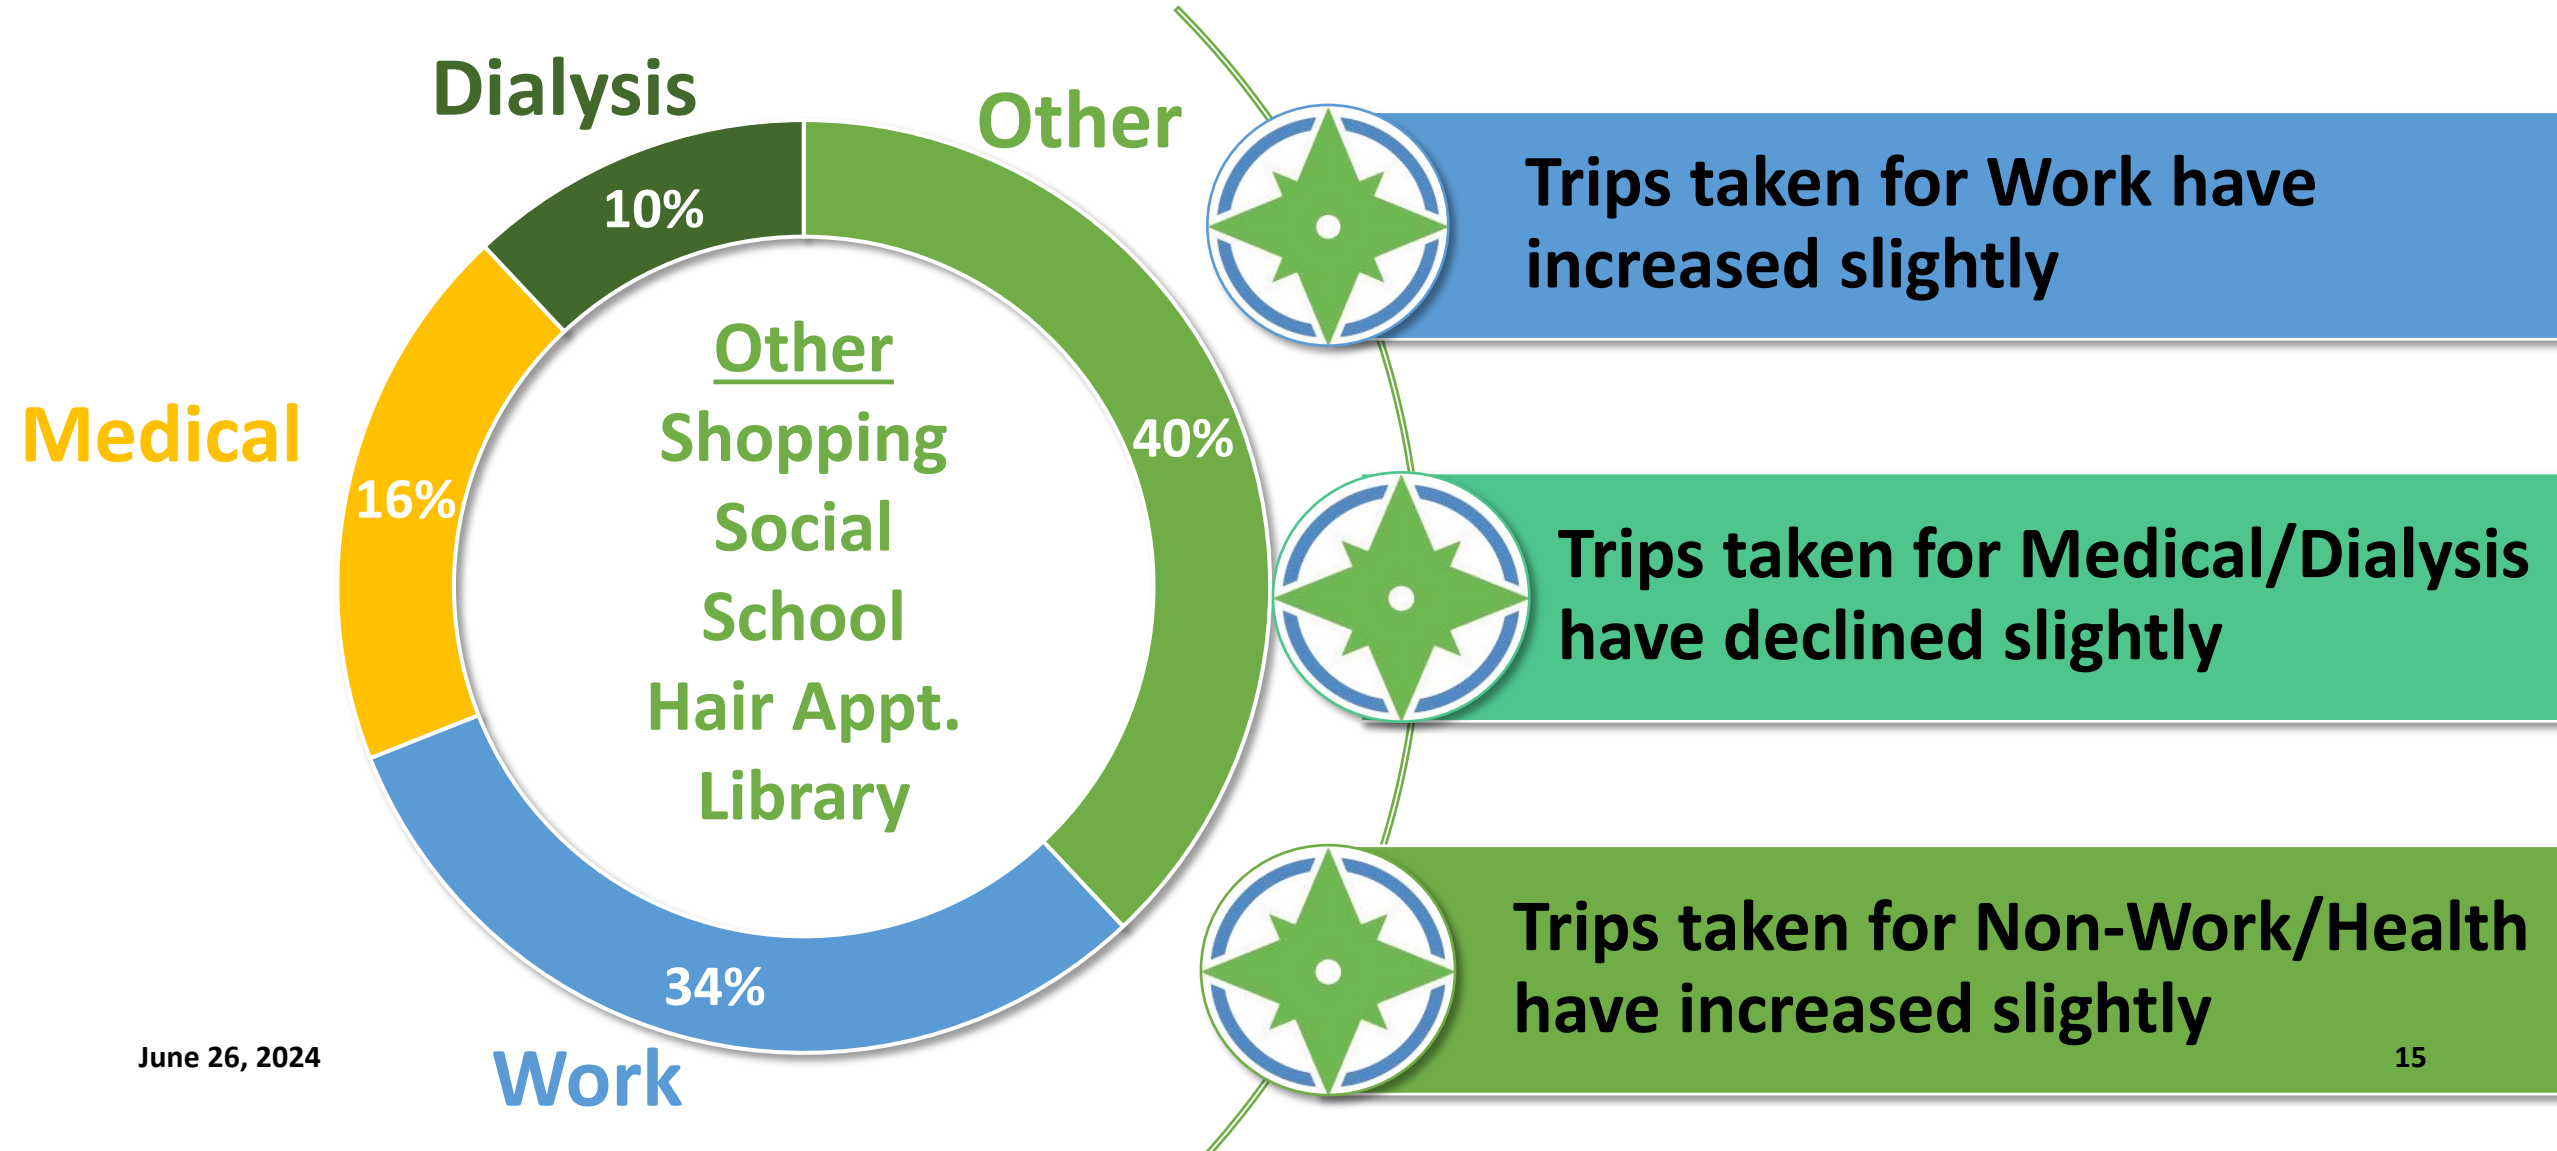 Dialysis
Other
10%
Medical
16%
40%
Other
Shopping
Social
School
Hair Appt.
Library
34%
Work
Trips taken for Work have
increased slightly
Trips taken for Medical/Dialysis
have declined slightly
Trips taken for Non-Work/Health
have increased slightly
June 26, 2024
15